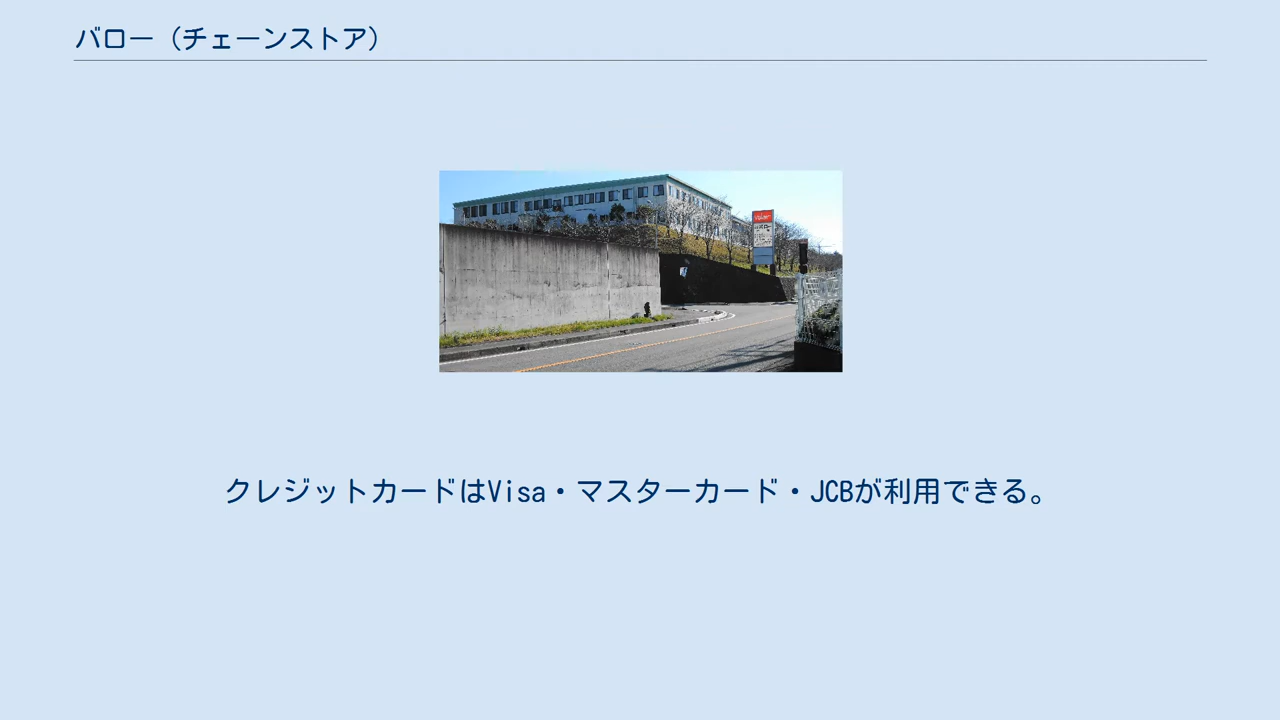 バロー（チェーンストア）
Valor
クレジットカードはVisa・マスターカード・JCBが利用できる。